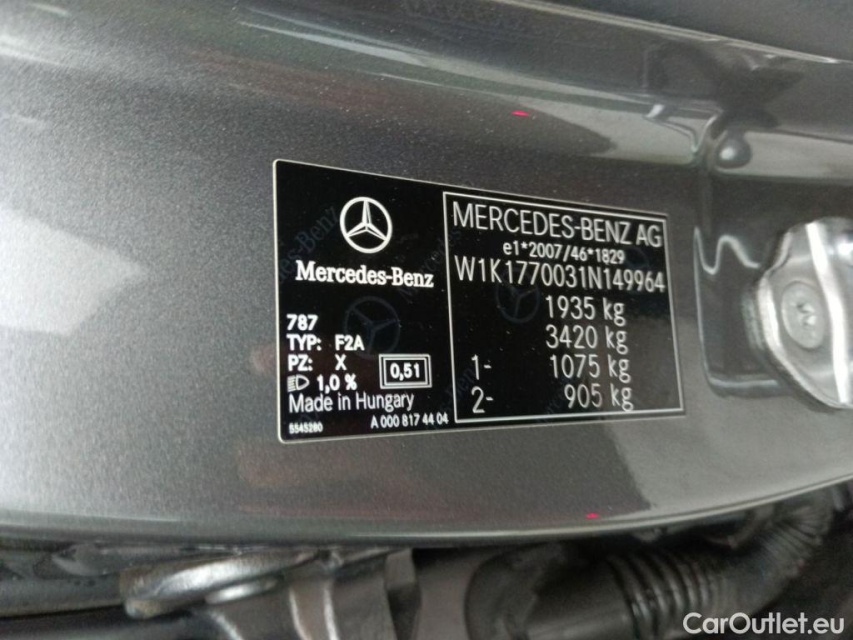 Mercedes-Benz
787
TYP: F2A
PZ: X
1,0 %
0,51
Made in Hungary
5545280
A 000 817 44 04
MERCEDES-BENZ AG
e1*2007/46*1829
W1K1770031N149964
1935 kg
3420 kg
1- 1075 kg
2- 905 kg
CarOutlet.eu